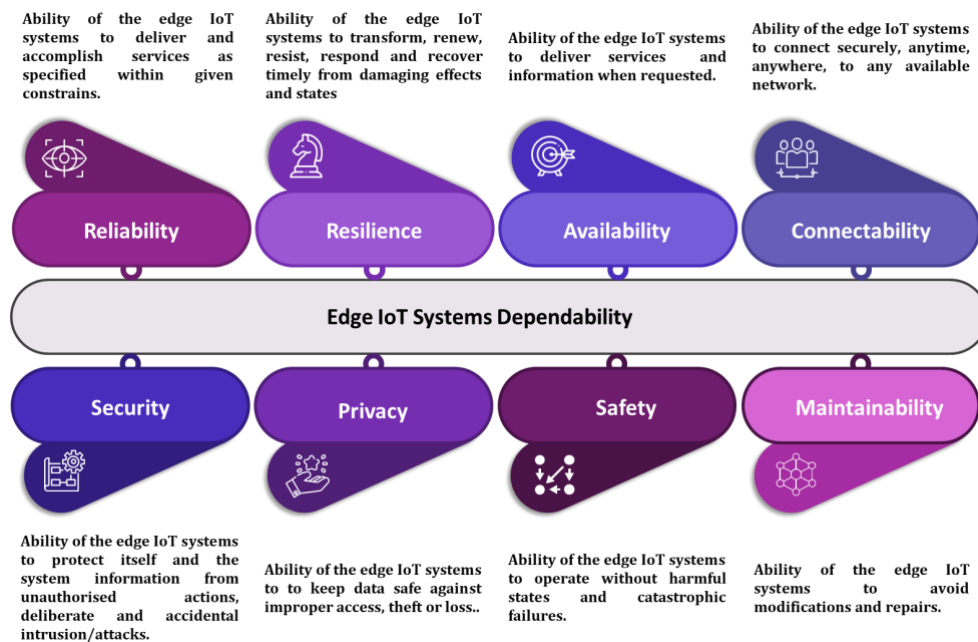 Ability of the edge IoT
systems to deliver and
accomplish services as
specified within given
constrains.
Ability of the edge IoT
systems to transform, renew,
resist, respond and recover
timely from damaging effects
and states
Ability of the edge IoT systems
to deliver services and
information when requested.
Ability of the edge IoT systems
to connect securely, anytime,
anywhere, to any available
network.
Reliability
Resilience
Availability
Connectability
Edge IoT Systems Dependability
Security
Privacy
Safety
Maintainability
Ability of the edge IoT systems
to protect itself and the
system information from
unauthorised actions,
deliberate and accidental
intrusion/attacks.
Ability of the edge IoT systems
to to keep data safe against
improper access, theft or loss..
Ability of the edge IoT systems
to operate without harmful
states and catastrophic
failures.
Ability of the edge IoT
systems to avoid
modifications and repairs.